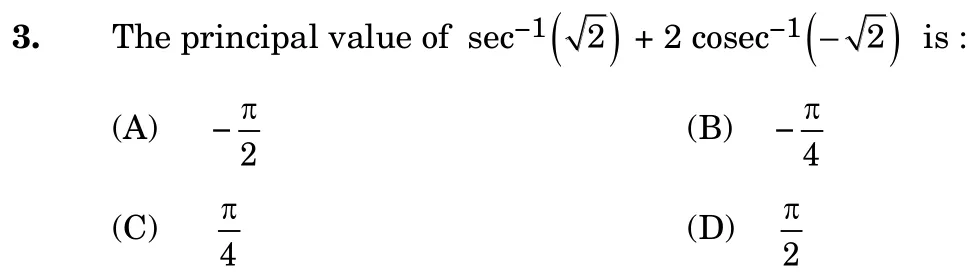 3. The principal value of sec⁻¹(√2) + 2 cosec⁻¹(–√2) is :
(A) –π/2 (B) –π/4
(C) π/4 (D) π/2